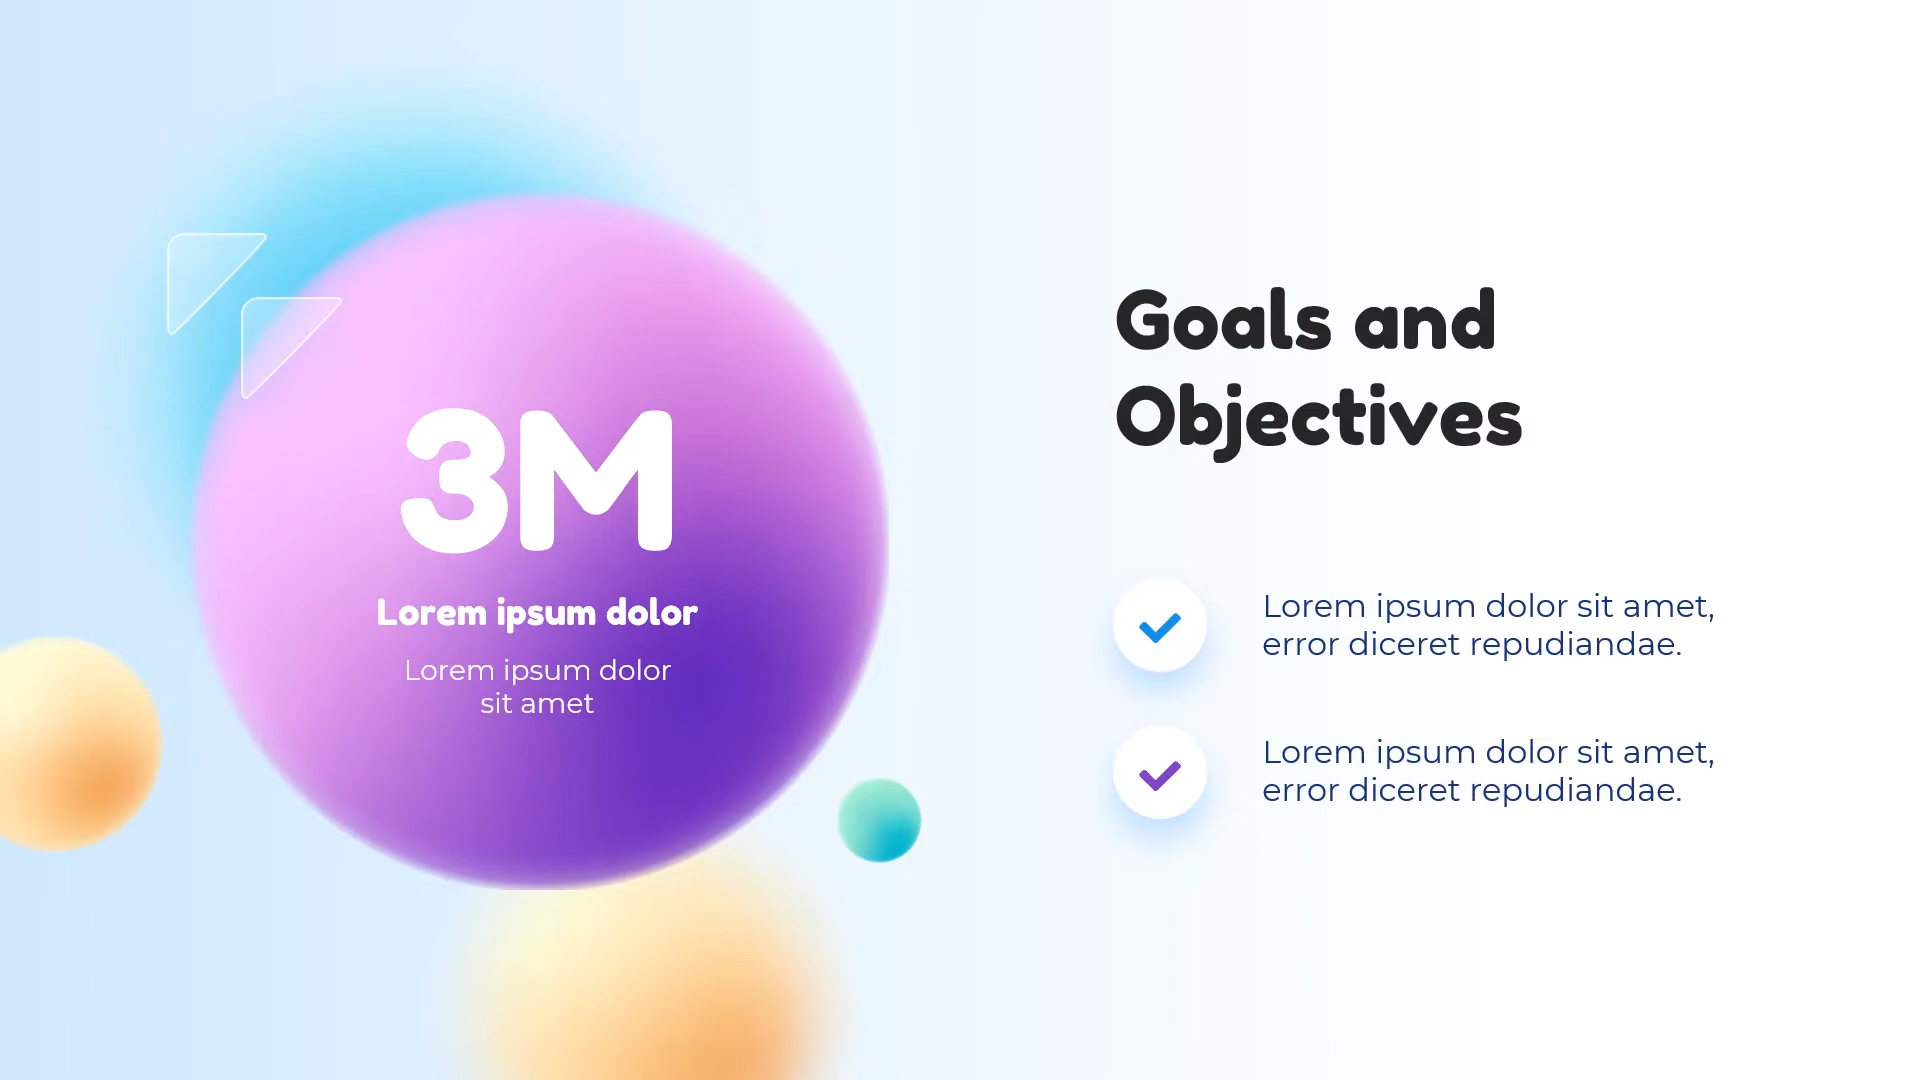 3M
Lorem ipsum dolor
Lorem ipsum dolor
sit amet
Goals and
Objectives
Lorem ipsum dolor sit amet,
error diceret repudiandae.
Lorem ipsum dolor sit amet,
error diceret repudiandae.